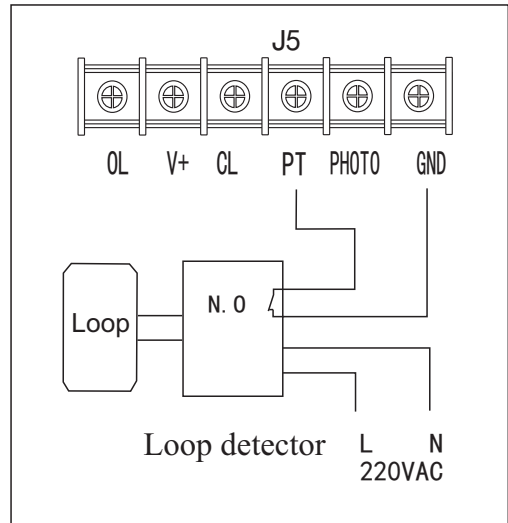 J5
OL V+ CL PT PHOTO GND
N.O
Loop
Loop detector L N
220VAC